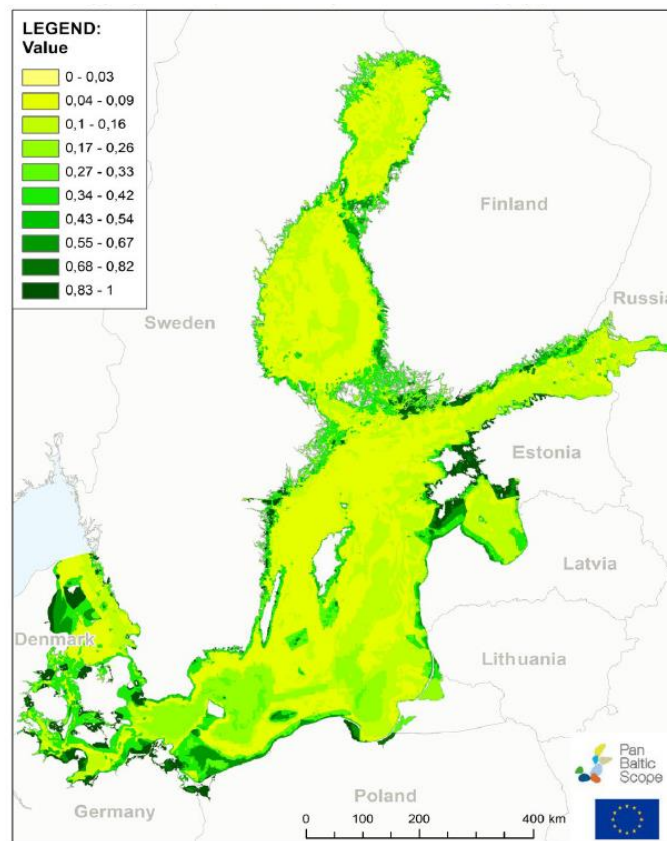 LEGEND:
Value
0 - 0,03
0,04 - 0,09
0,1 - 0,16
0,17 - 0,26
0,27 - 0,33
0,34 - 0,42
0,43 - 0,54
0,55 - 0,67
0,68 - 0,82
0,83 - 1
Finland
Russia
Sweden
Estonia
Latvia
Denmark
Lithuania
Pan
Baltic
Scope
Poland
Germany
0 100 200 400 km